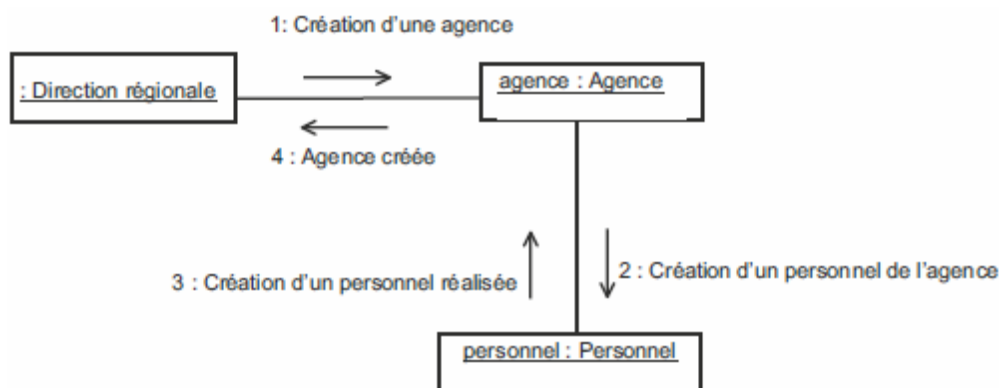 1: Création d'une agence
: Direction régionale
agence : Agence
4 : Agence créée
3 : Création d'un personnel réalisée
2 : Création d'un personnel de l'agence
personnel : Personnel